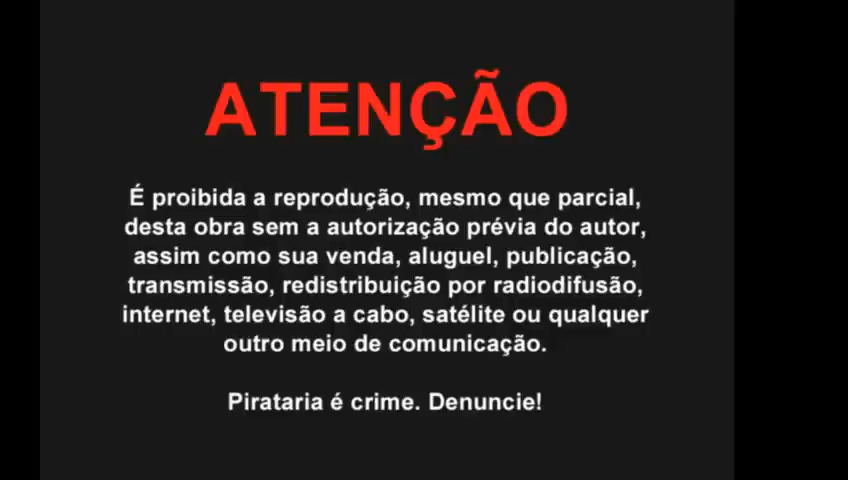 ATENÇÃO
É proibida a reprodução, mesmo que parcial,
desta obra sem a autorização prévia do autor,
assim como sua venda, aluguel, publicação,
transmissão, redistribuição por radiodifusão,
internet, televisão a cabo, satélite ou qualquer
outro meio de comunicação.
Pirataria é crime. Denuncie!